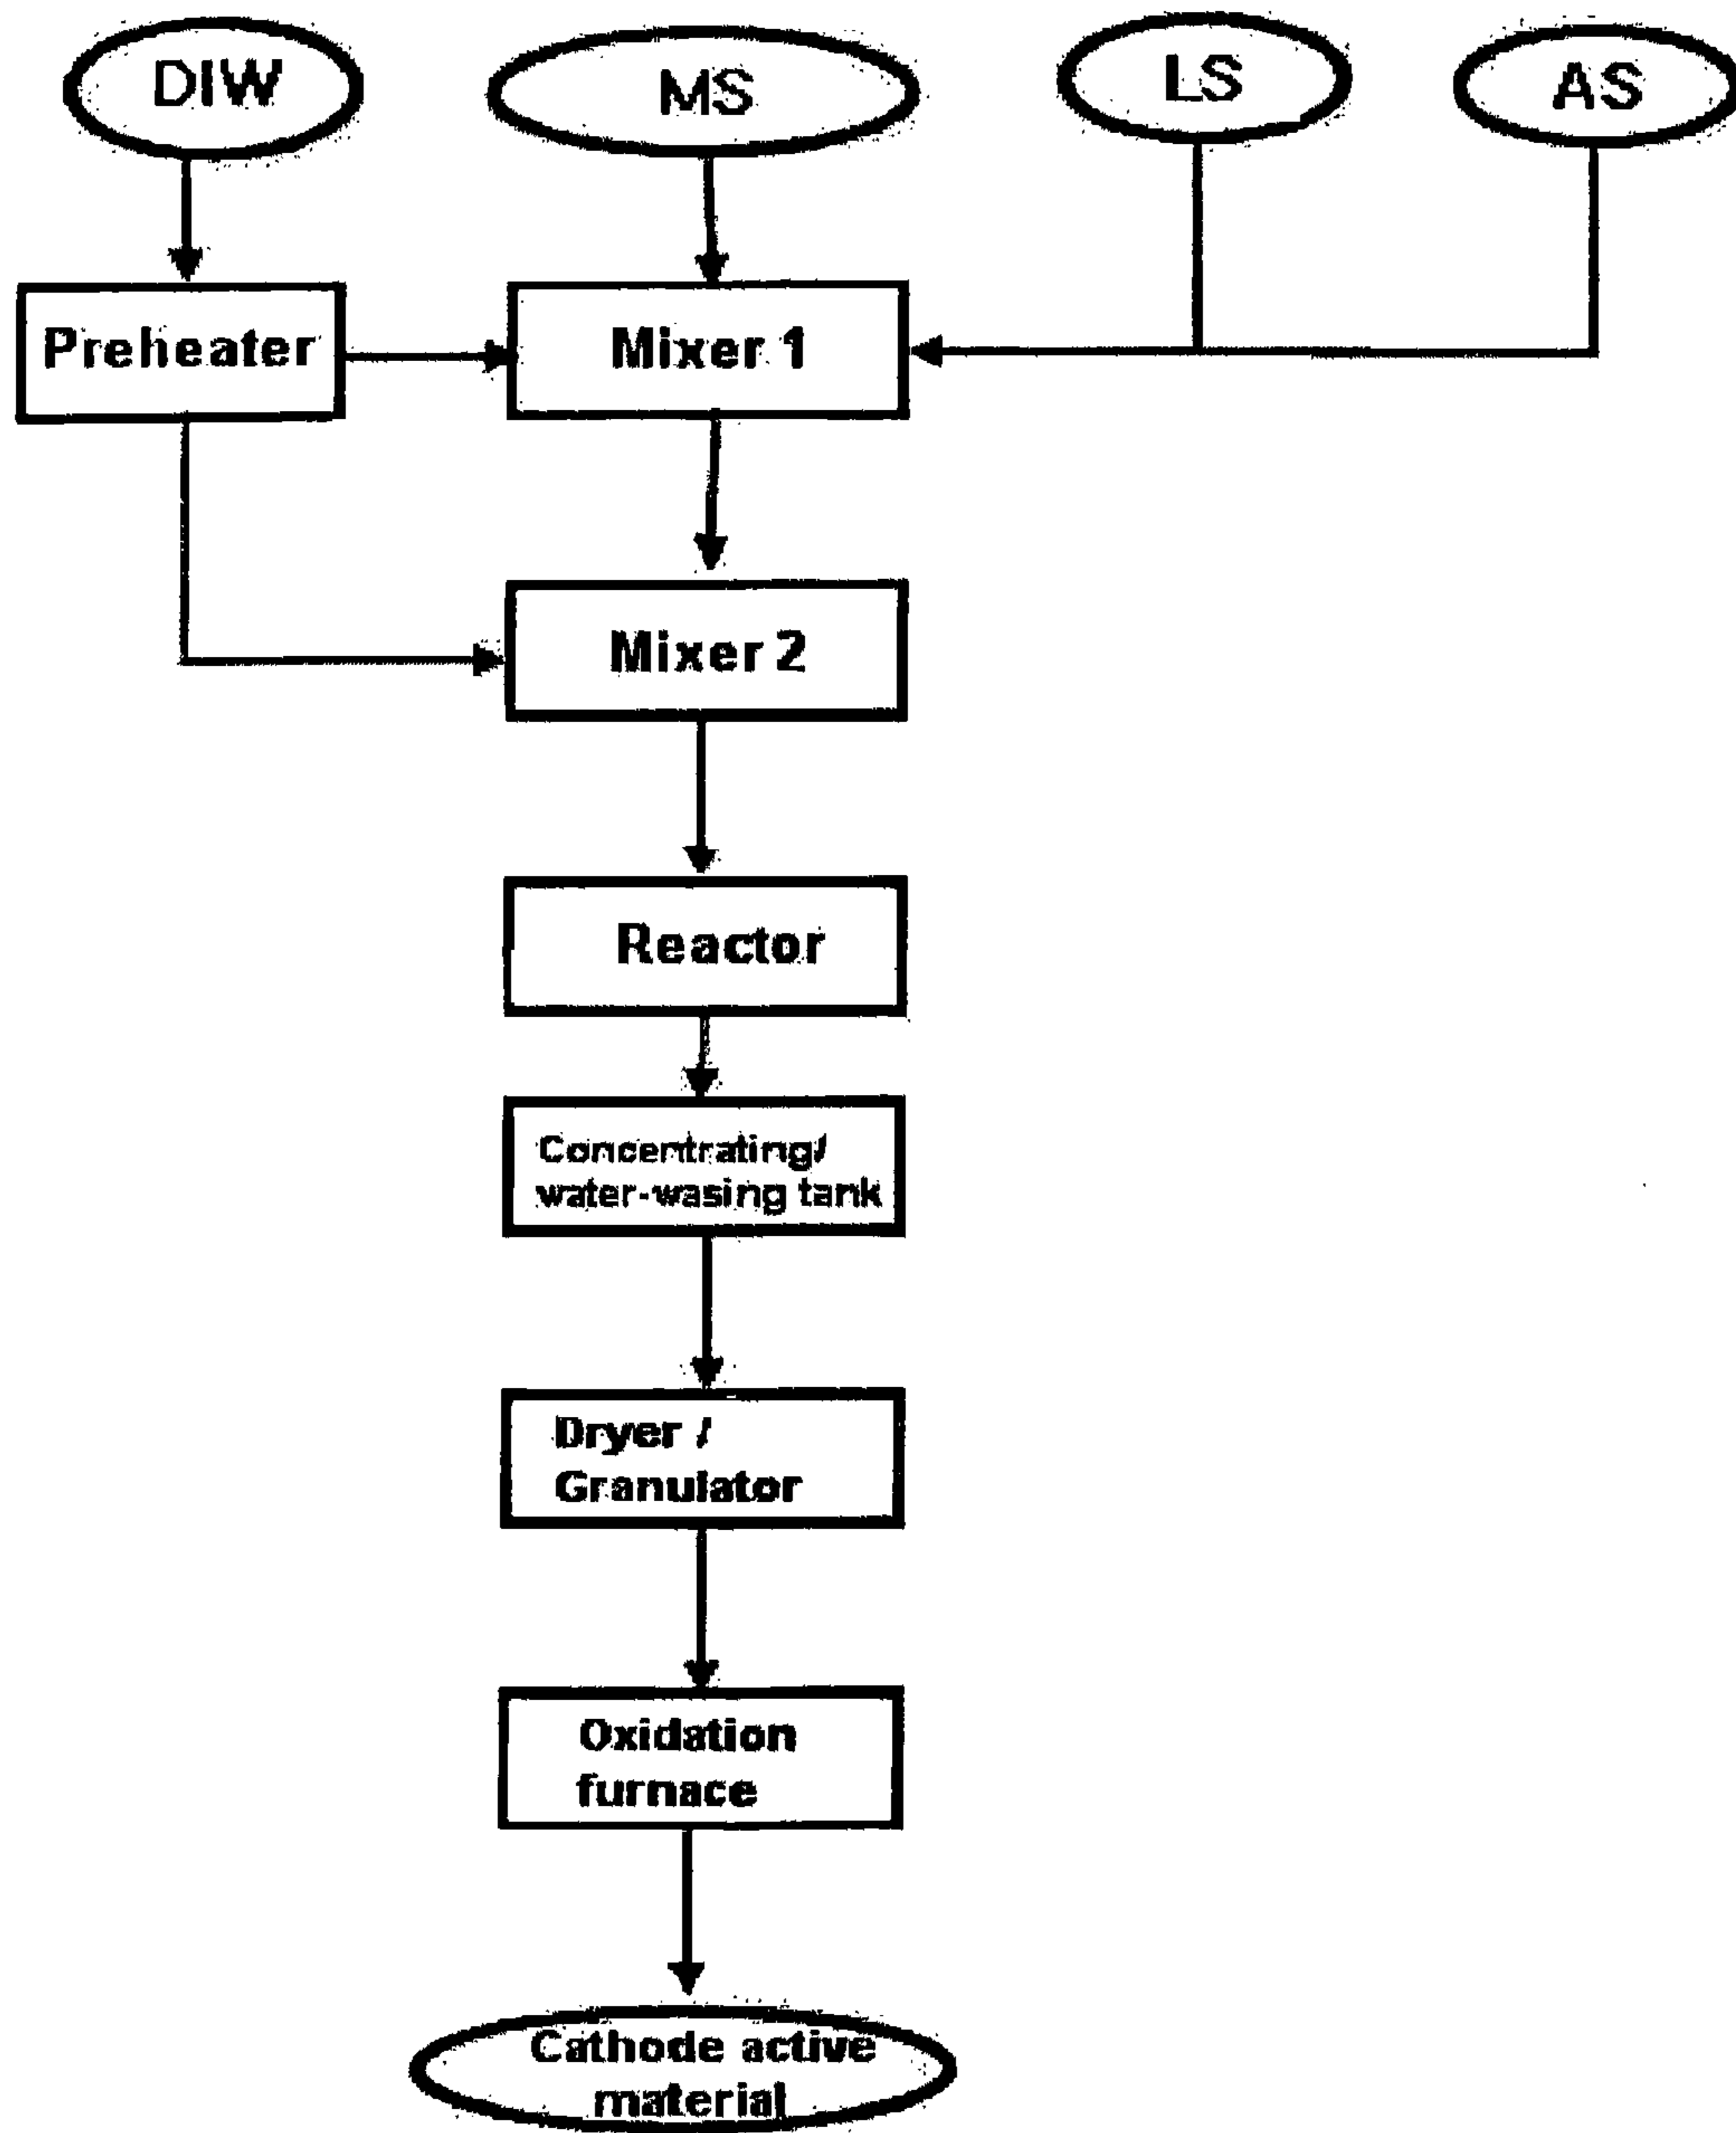 DIW
MS
LS
AS
Preheater
Mixer 1
Mixer 2
Reactor
Concentrating/
water-wasing tank
Dryer /
Granulator
Oxidation
furnace
Cathode active
material